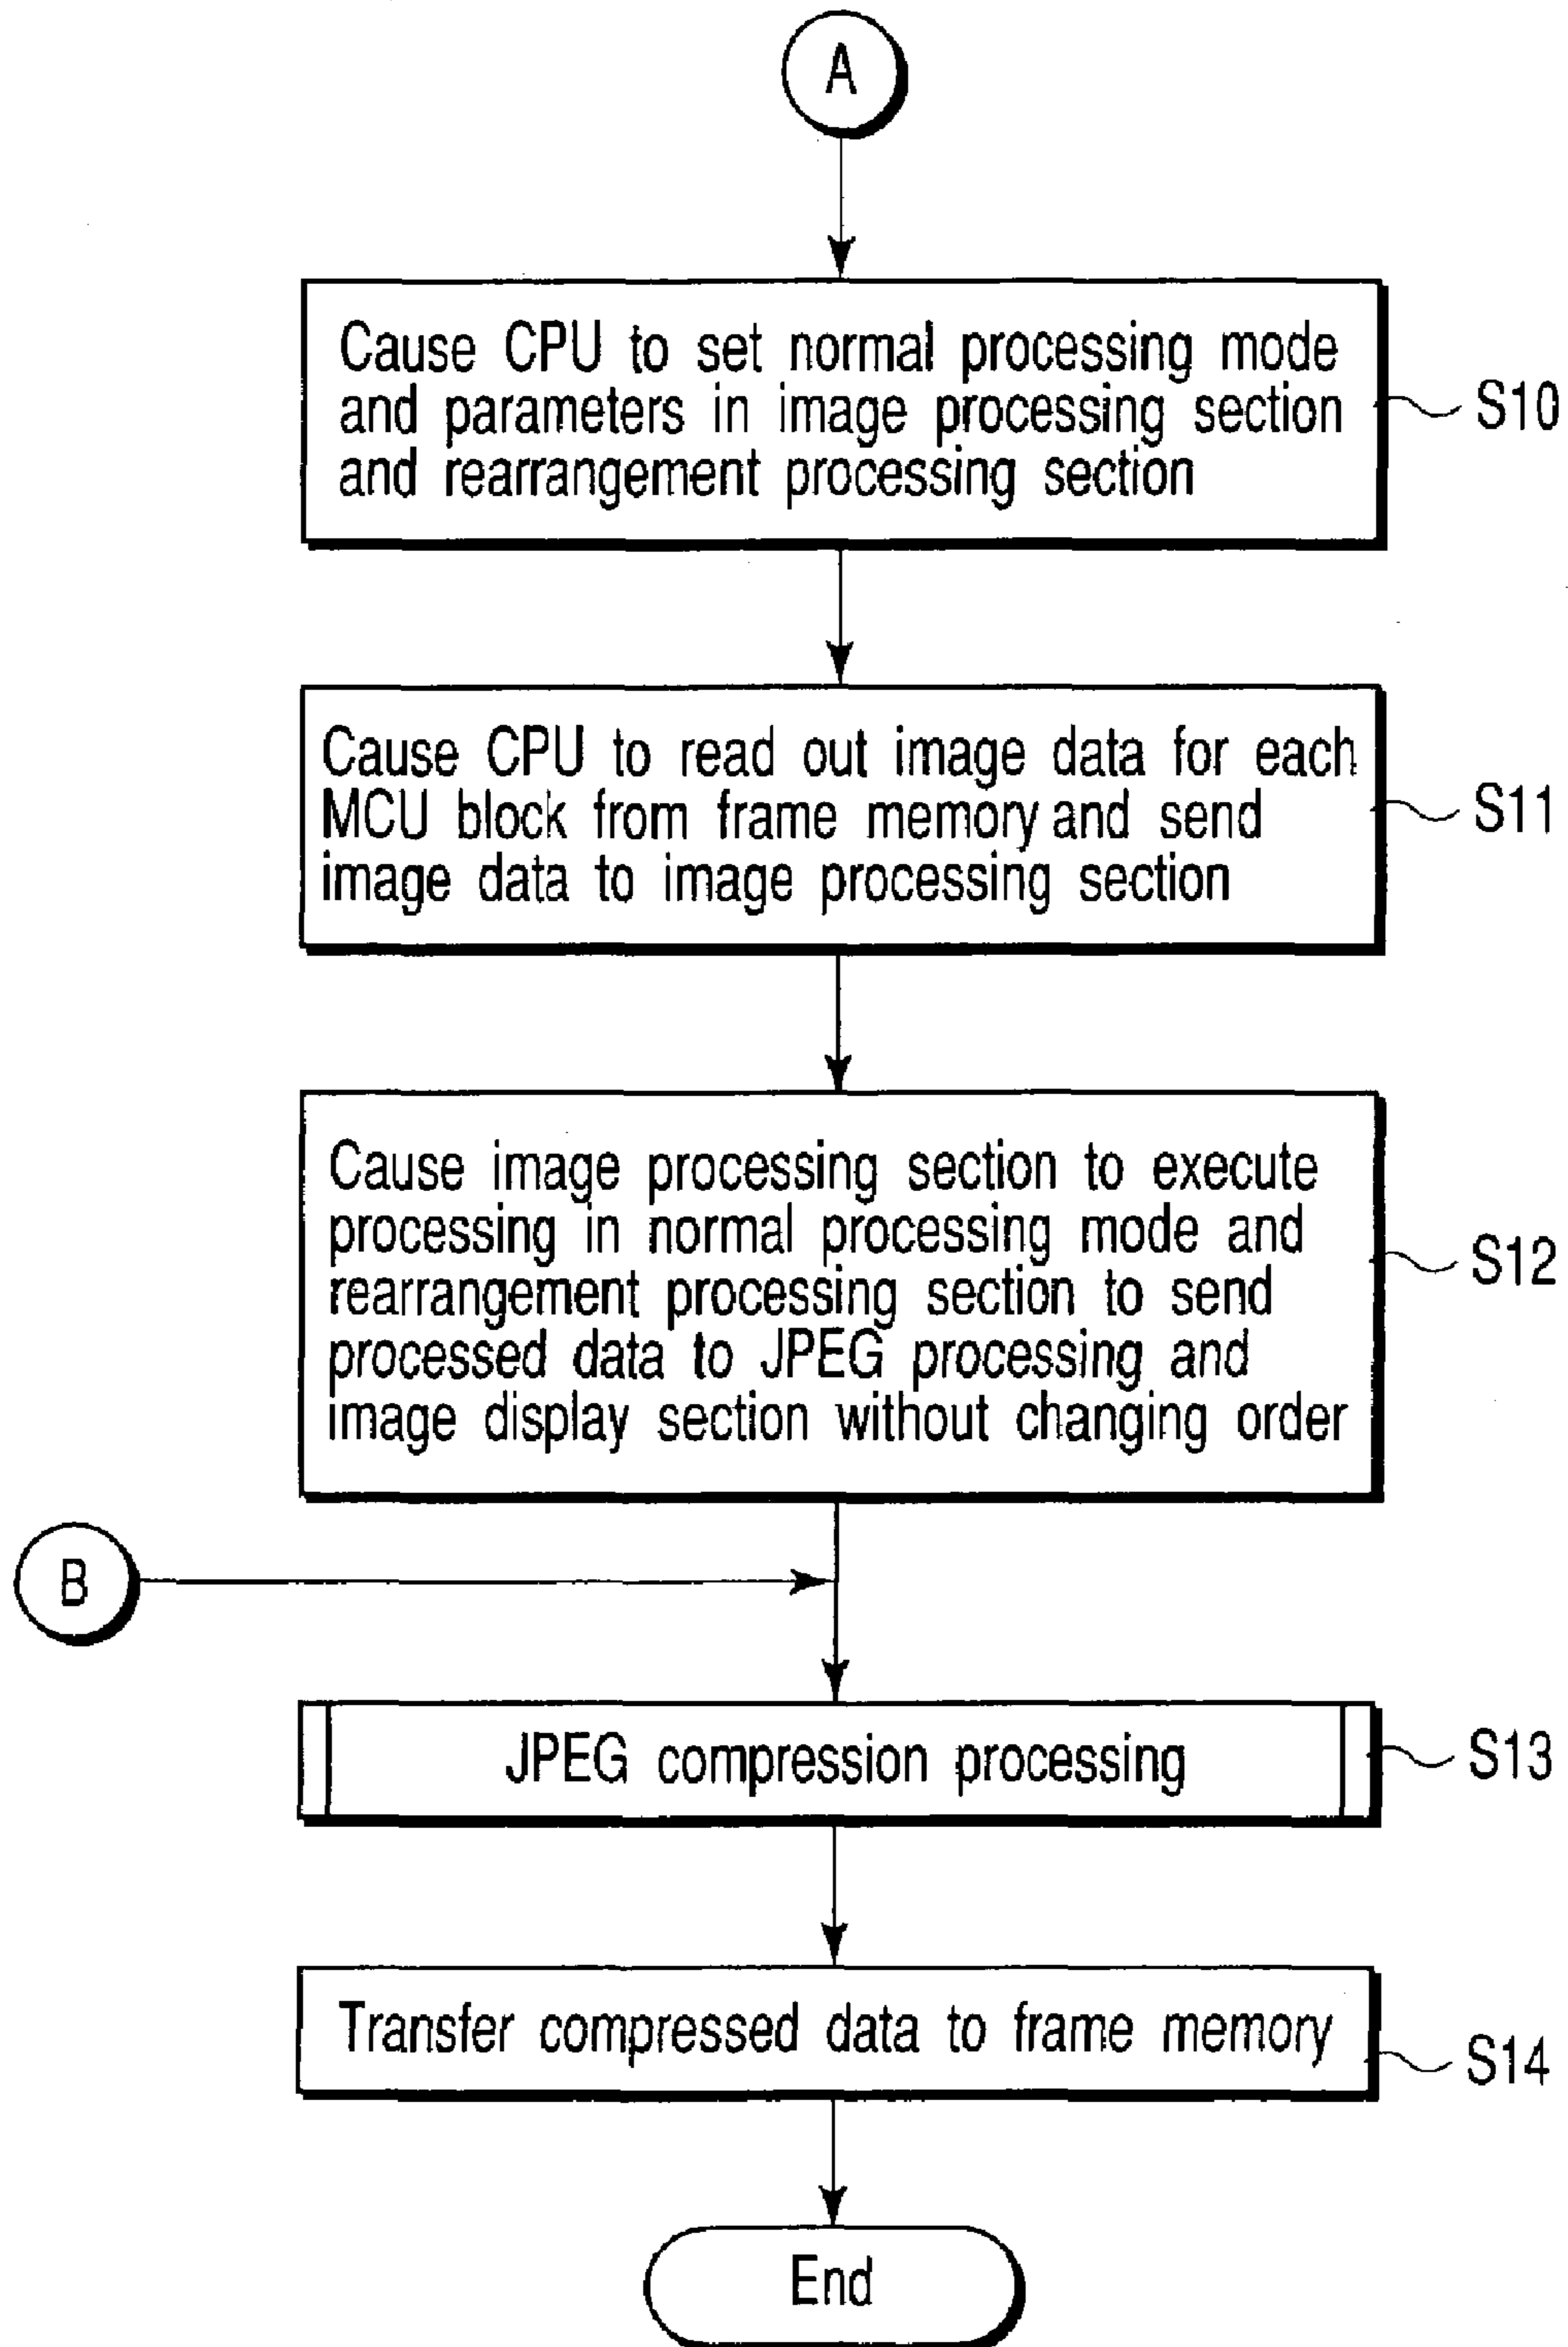 A
Cause CPU to set normal processing mode
and parameters in image processing section
and rearrangement processing section
S10
Cause CPU to read out image data for each
MCU block from frame memory and send
image data to image processing section
S11
Cause image processing section to execute
processing in normal processing mode and
rearrangement processing section to send
processed data to JPEG processing and
image display section without changing order
S12
B
JPEG compression processing
S13
Transfer compressed data to frame memory
S14
End